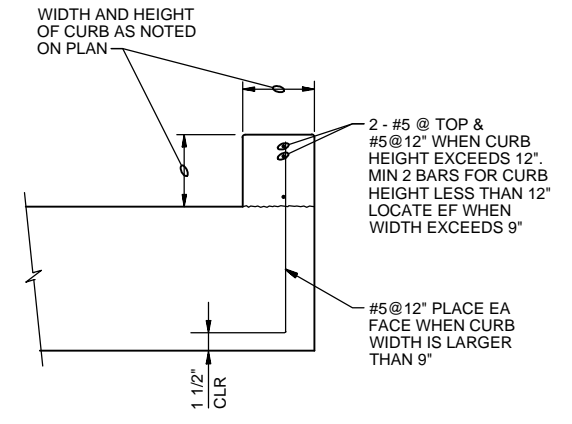 WIDTH AND HEIGHT
OF CURB AS NOTED
ON PLAN
2 - #5 @ TOP &
#5@12" WHEN CURB
HEIGHT EXCEEDS 12".
MIN 2 BARS FOR CURB
HEIGHT LESS THAN 12"
LOCATE EF WHEN
WIDTH EXCEEDS 9"
#5@12" PLACE EA
FACE WHEN CURB
WIDTH IS LARGER
THAN 9"
1 1/2"
CLR